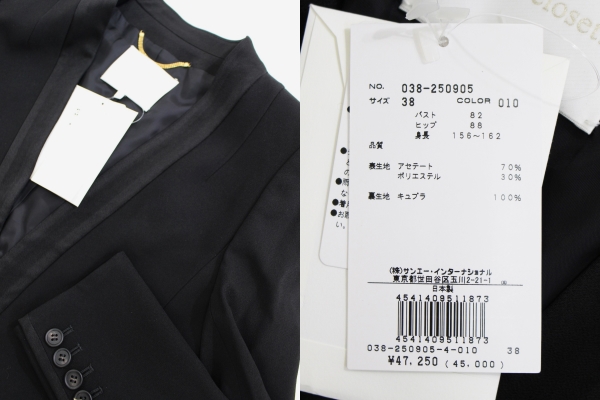 closet
NO. 038-250905
サイズ 38 COLOR 010
バスト 82
ヒップ 88
身長 156〜162
品質
表生地 アセテート 70%
ポリエステル 30%
裏生地 キュプラ 100%
(株)サンエー・インターナショナル
東京都世田谷区玉川2-21-1
日本製
4541409511873
4541409511873
038-250905-4-010 38
¥47,250 (45,000)